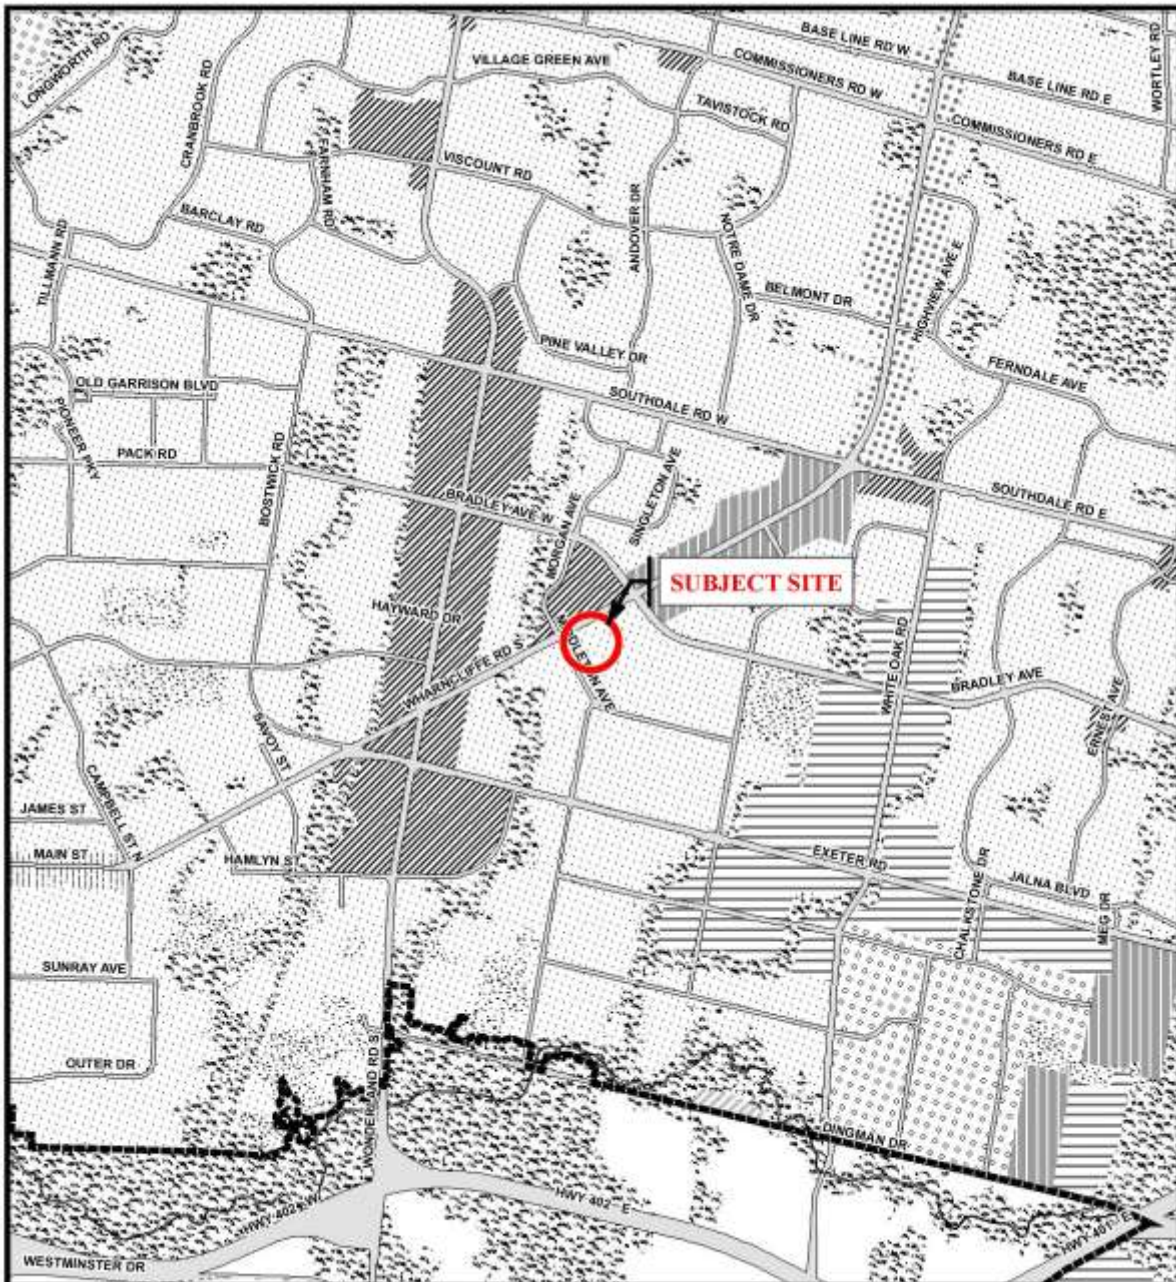 LONGWORTH RD
CRANBROOK RD
VILLAGE GREEN AVE
BASE LINE RD W
COMMISSIONERS RD W
BASE LINE RD E
WORTLEY RD
TAVISTOCK RD
COMMISSIONERS RD E
FARNHAM RD
VISCOUNT RD
BARCLAY RD
ANDOVER DR
NOTRE DAME DR
TILLMANN RD
BELMONT DR
HIGHVIEW AVE E
PINE VALLEY DR
FERNDALE AVE
OLD GARRISON BLVD
SOUTHDALE RD W
PIONEER PKY
PACK RD
BOSTWICK RD
BRADLEY AVE W
MORGAN AVE
SINGLETON AVE
SOUTHDALE RD E
SUBJECT SITE
HAYWARD DR
MIDDLETON AVE
WHARNCLIFFE RD S
WHITE OAK RD
BRADLEY AVE
SAVOY ST
CAMPBELL ST N
JAMES ST
MAIN ST
HAMLYN ST
EXETER RD
CHALKSTONE DR
JALNA BLVD
MEG DR
SUNRAY AVE
OUTER DR
WONDERLAND RD S
DINGMAN DR
HWY 402
HWY 402 E
HWY 401 E
WESTMINSTER DR